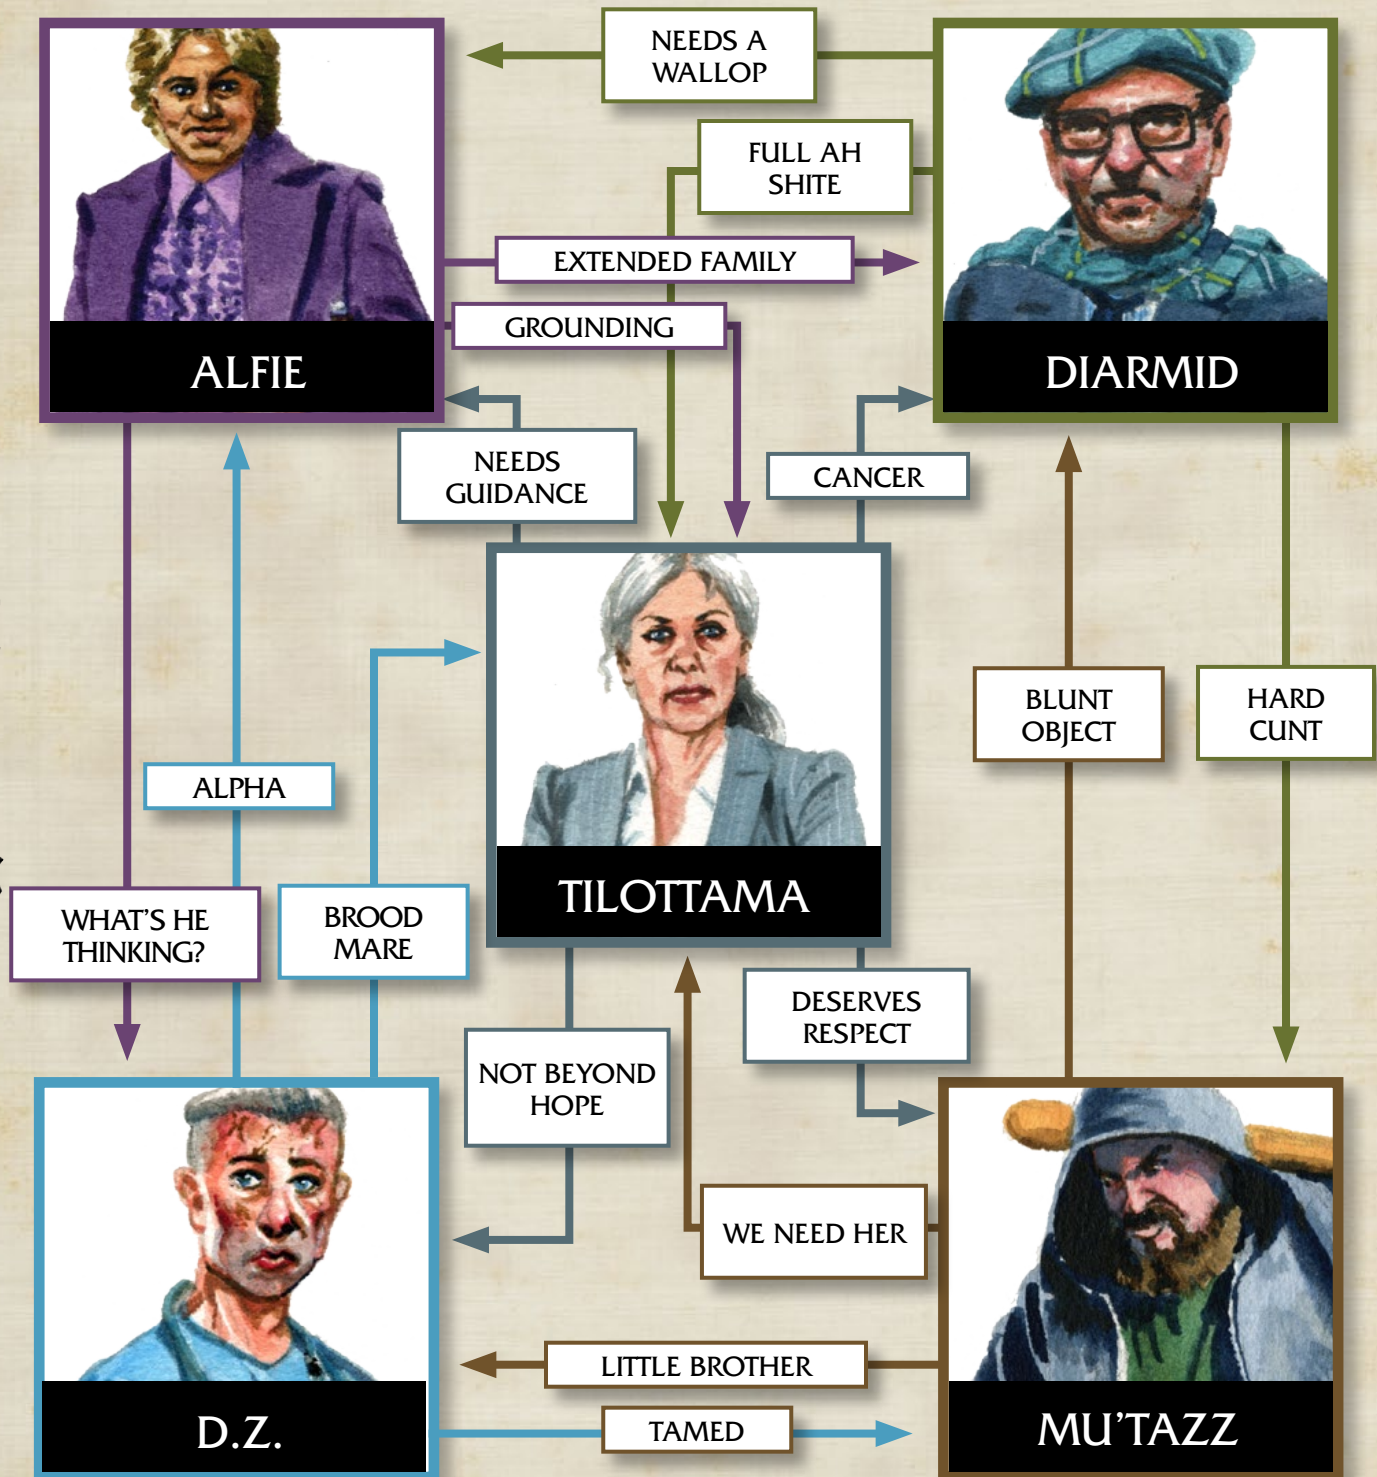 NEEDS A
WALLOP
FULL AH
SHITE
EXTENDED FAMILY
GROUNDING
ALFIE
DIARMID
NEEDS
GUIDANCE
CANCER
BLUNT
OBJECT
HARD
CUNT
ALPHA
TILOTTAMA
WHAT'S HE
THINKING?
BROOD
MARE
DESERVES
RESPECT
NOT BEYOND
HOPE
WE NEED HER
LITTLE BROTHER
TAMED
D.Z.
MU'TAZZ